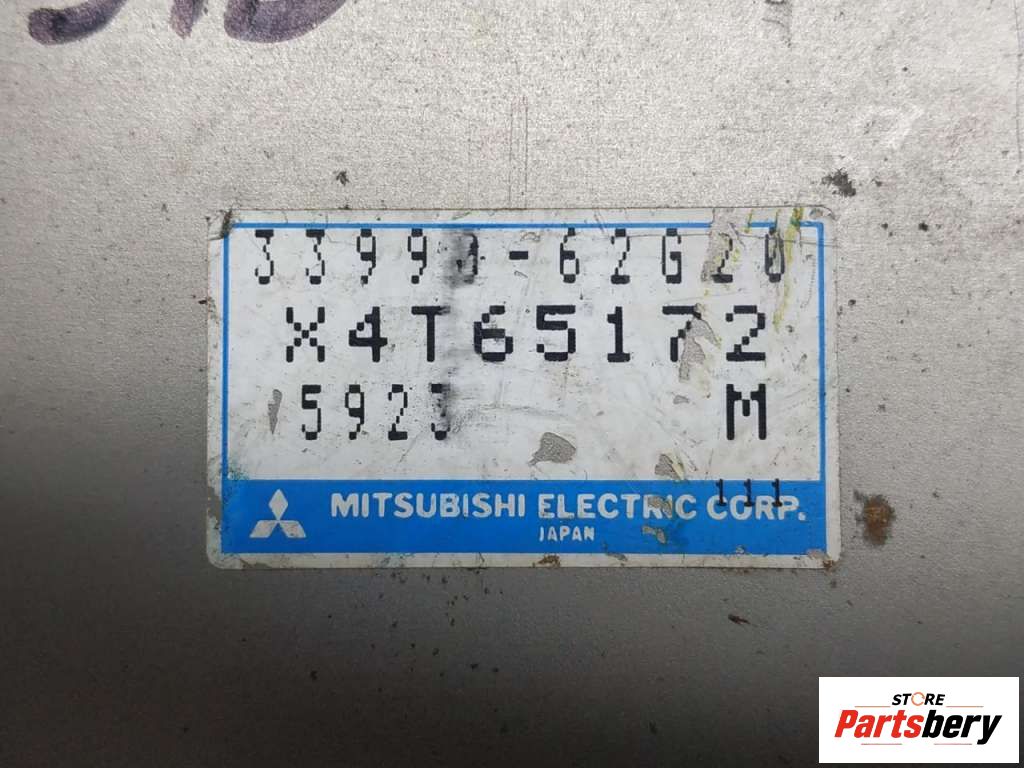 33990-62G20
X4T65172
5923 M
111
MITSUBISHI ELECTRIC CORP.
JAPAN
STORE
Partsbery